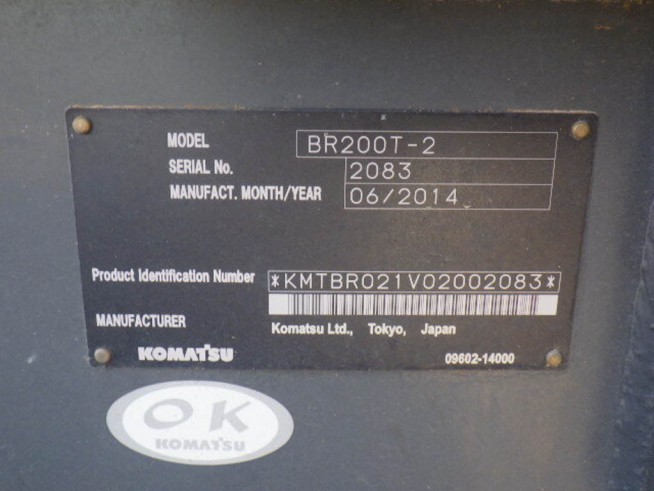 MODEL BR200T-2
SERIAL No. 2083
MANUFACT. MONTH/YEAR 06/2014
Product Identification Number *KMTBR021V02002083*
MANUFACTURER Komatsu Ltd., Tokyo, Japan
KOMATSU 09602-14000
OK
KOMATSU